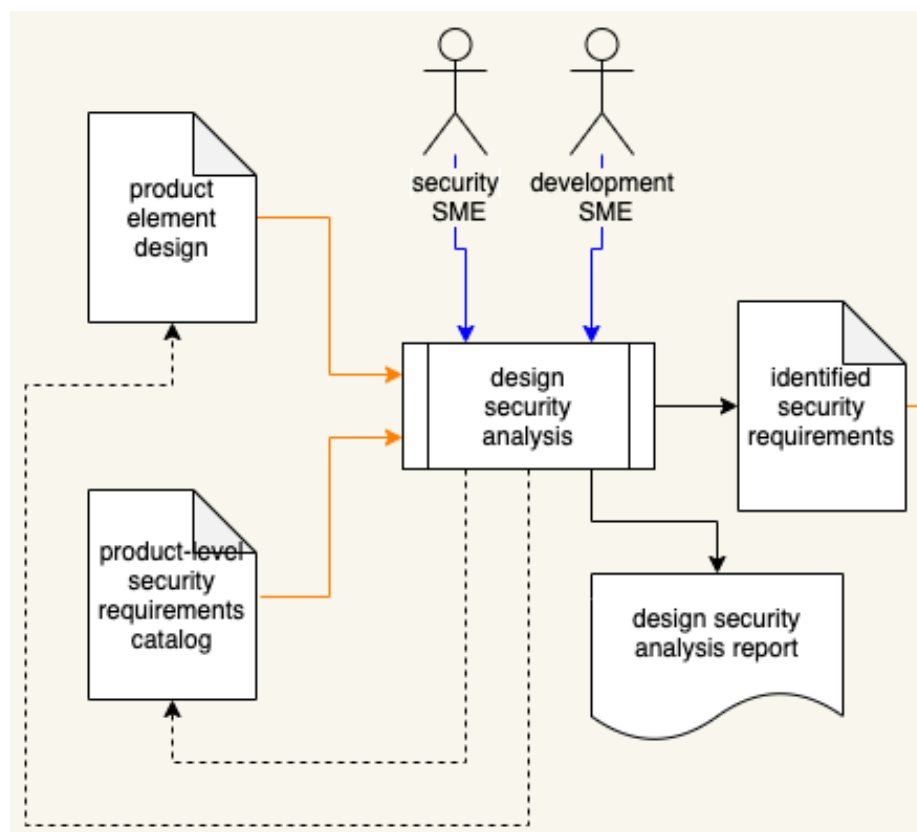 security
SME
development
SME
product
element
design
design
security
analysis
identified
security
requirements
product-level
security
requirements
catalog
design security
analysis report